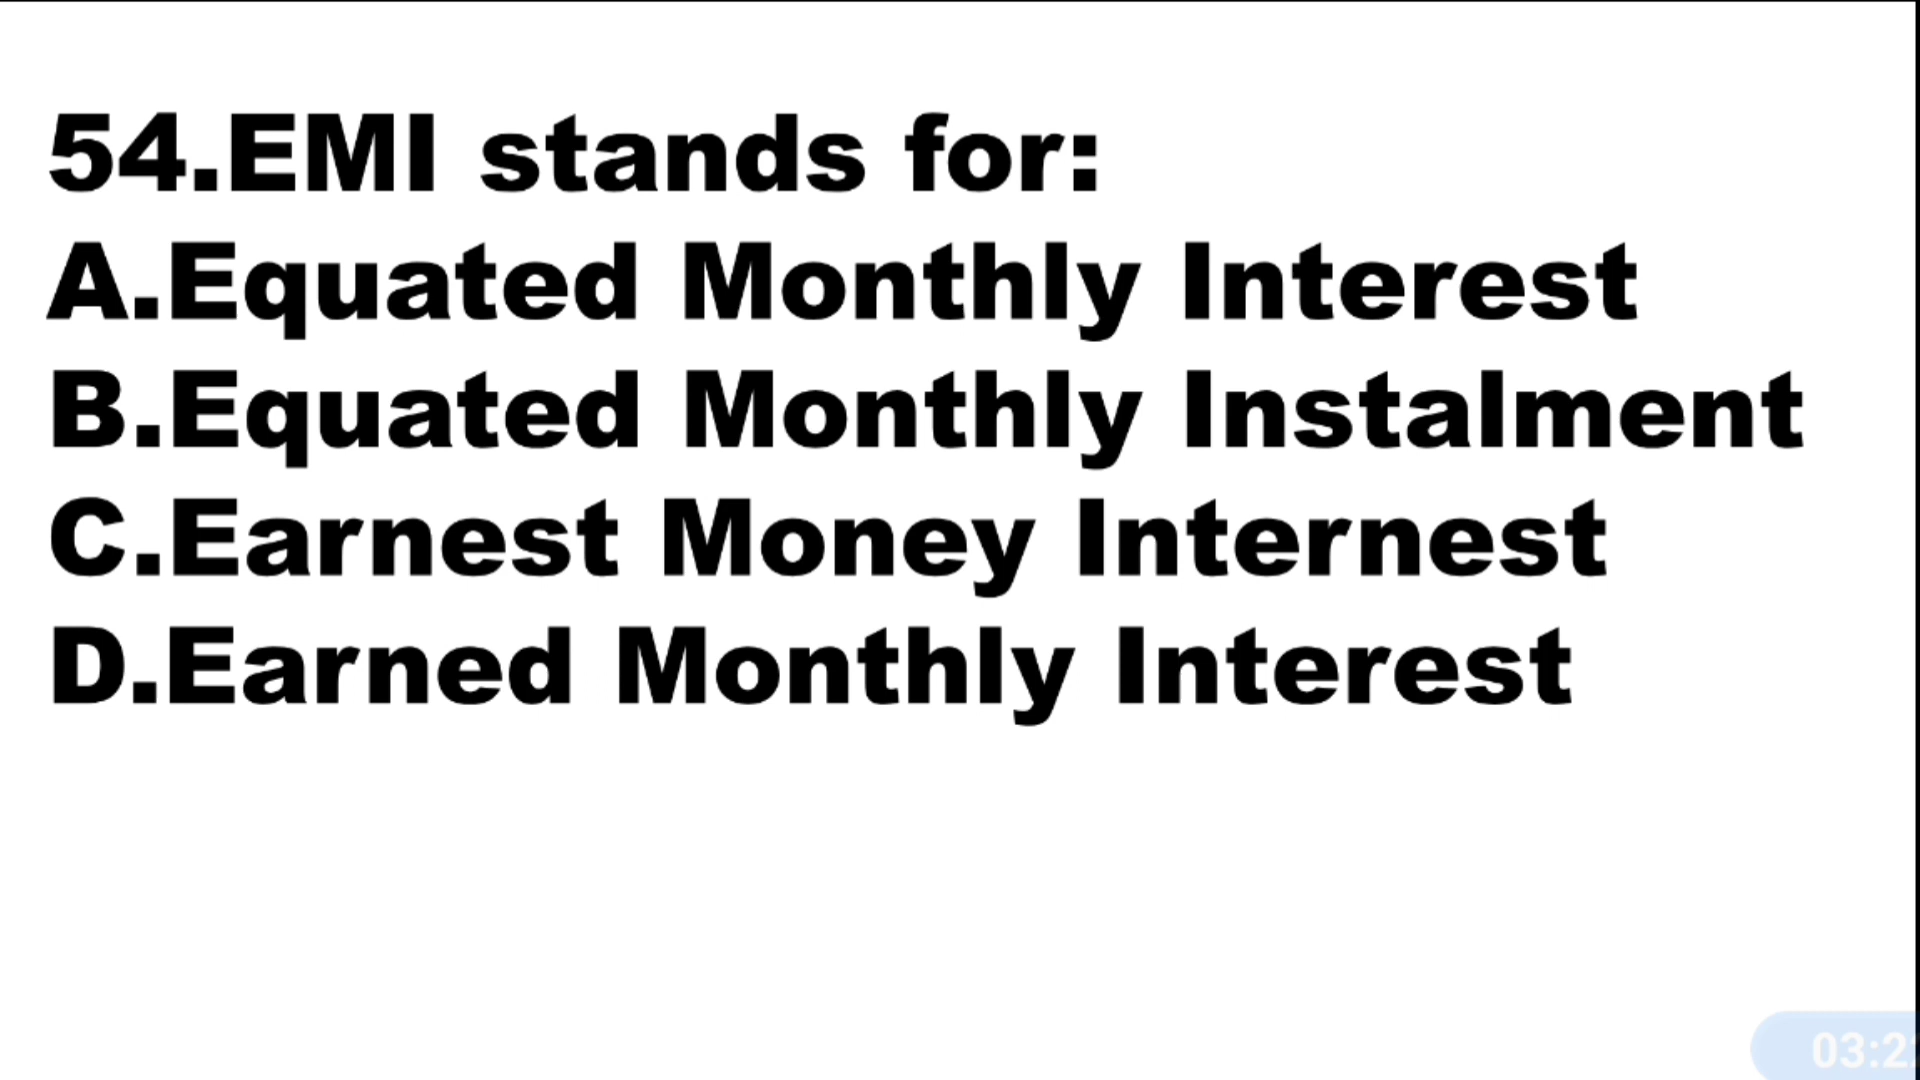 54.EMI stands for:
A.Equated Monthly Interest
B.Equated Monthly Instalment
C.Earnest Money Internest
D.Earned Monthly Interest